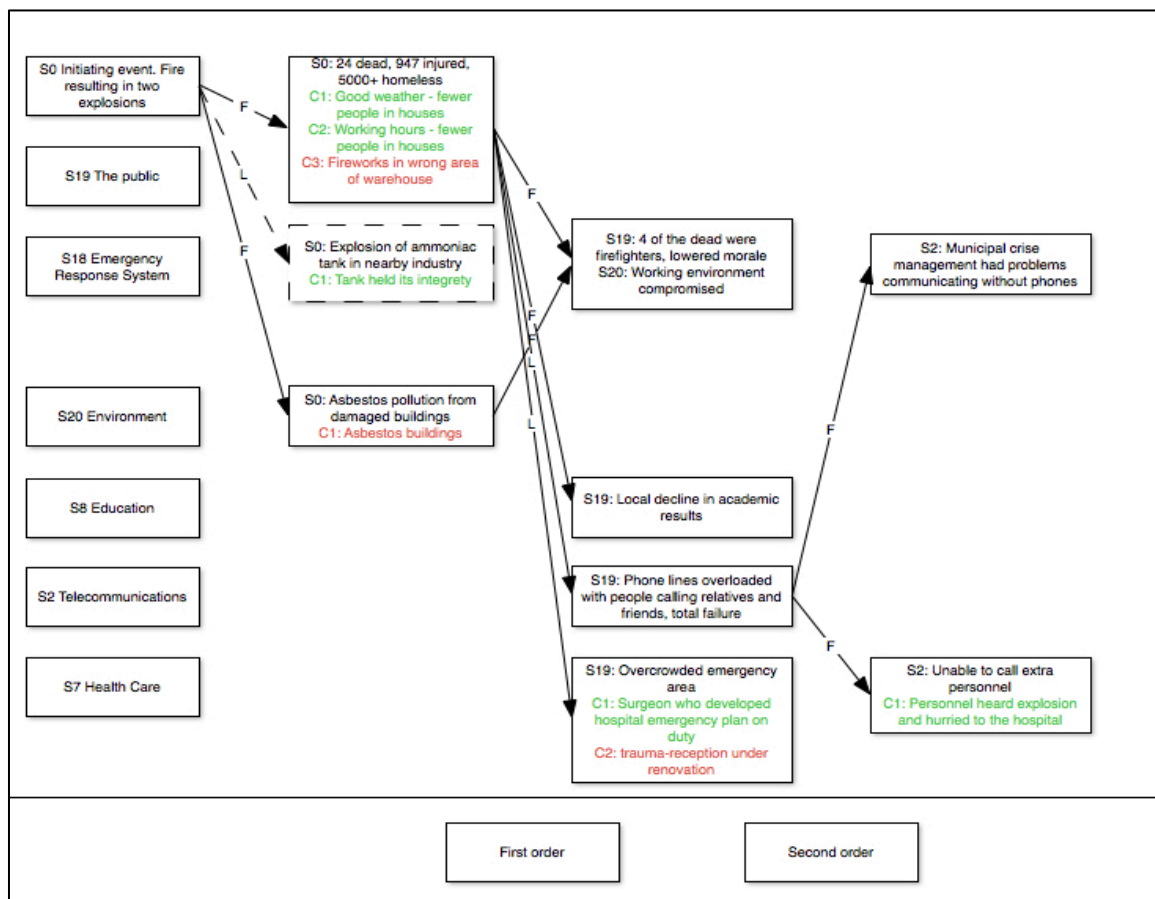 S0 Initiating event. Fire
resulting in two
explosions
S19 The public
S18 Emergency
Response System
S20 Environment
S8 Education
S2 Telecommunications
S7 Health Care
S0: 24 dead, 947 injured,
5000+ homeless
C1: Good weather - fewer
people in houses
C2: Working hours - fewer
people in houses
C3: Fireworks in wrong area
of warehouse
S0: Explosion of ammoniac
tank in nearby industry
C1: Tank held its integrety
S0: Asbestos pollution from
damaged buildings
C1: Asbestos buildings
F
L
F
F
F
F
L
L
S19: 4 of the dead were
firefighters, lowered morale
S20: Working environment
compromised
S19: Local decline in academic
results
S19: Phone lines overloaded
with people calling relatives and
friends, total failure
S19: Overcrowded emergency
area
C1: Surgeon who developed
hospital emergency plan on
duty
C2: trauma-reception under
renovation
F
F
S2: Municipal crise
management had problems
communicating without phones
S2: Unable to call extra
personnel
C1: Personnel heard explosion
and hurried to the hospital
First order
Second order